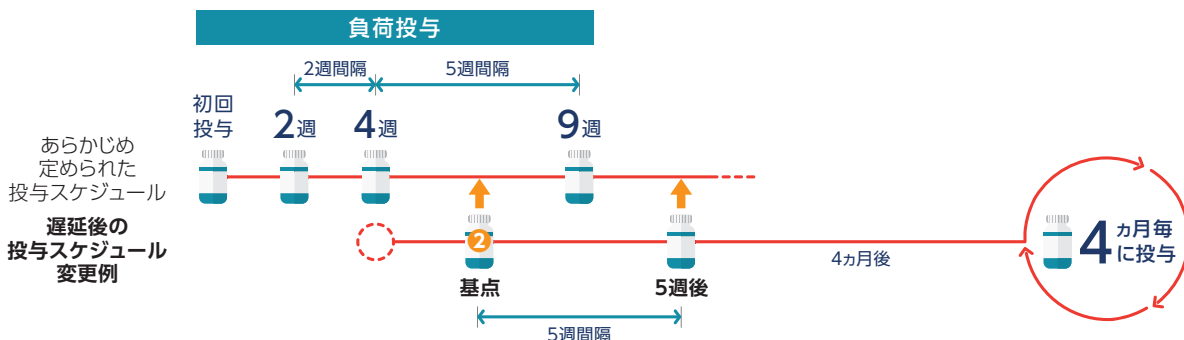 負荷投与
2週間隔
5週間隔
初回
投与
2週
4週
9週
あらかじめ
定められた
投与スケジュール
遅延後の
投与スケジュール
変更例
2
基点
5週後
4ヵ月後
4ヵ月毎
に投与
5週間隔